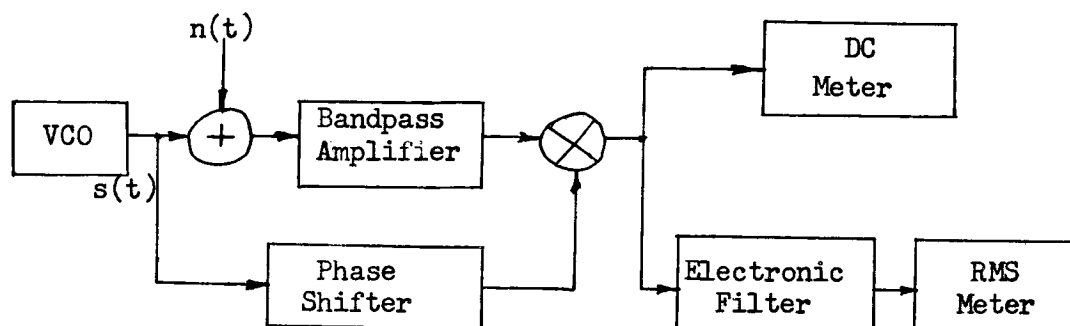 n(t)
DC
Meter
VCO
+
Bandpass
Amplifier
s(t)
Phase
Shifter
Electronic
Filter
RMS
Meter